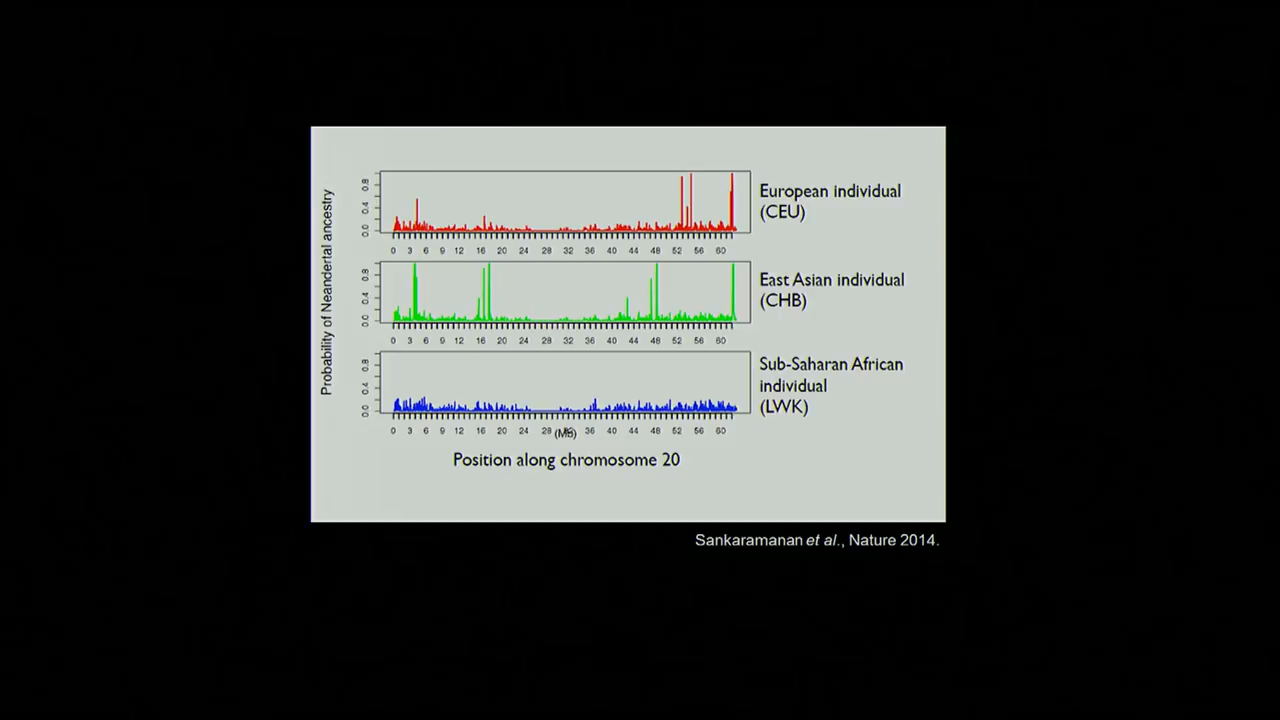 Probability of Neandertal ancestry
0.0 0.4 0.8
0 3 6 9 12 16 20 24 28 32 36 40 44 48 52 56 60
European individual
(CEU)
0.0 0.4 0.8
0 3 6 9 12 16 20 24 28 32 36 40 44 48 52 56 60
East Asian individual
(CHB)
0.0 0.4 0.8
0 3 6 9 12 16 20 24 28 32 36 40 44 48 52 56 60
(Mb)
Sub-Saharan African
individual
(LWK)
Position along chromosome 20
Sankaramanan et al., Nature 2014.